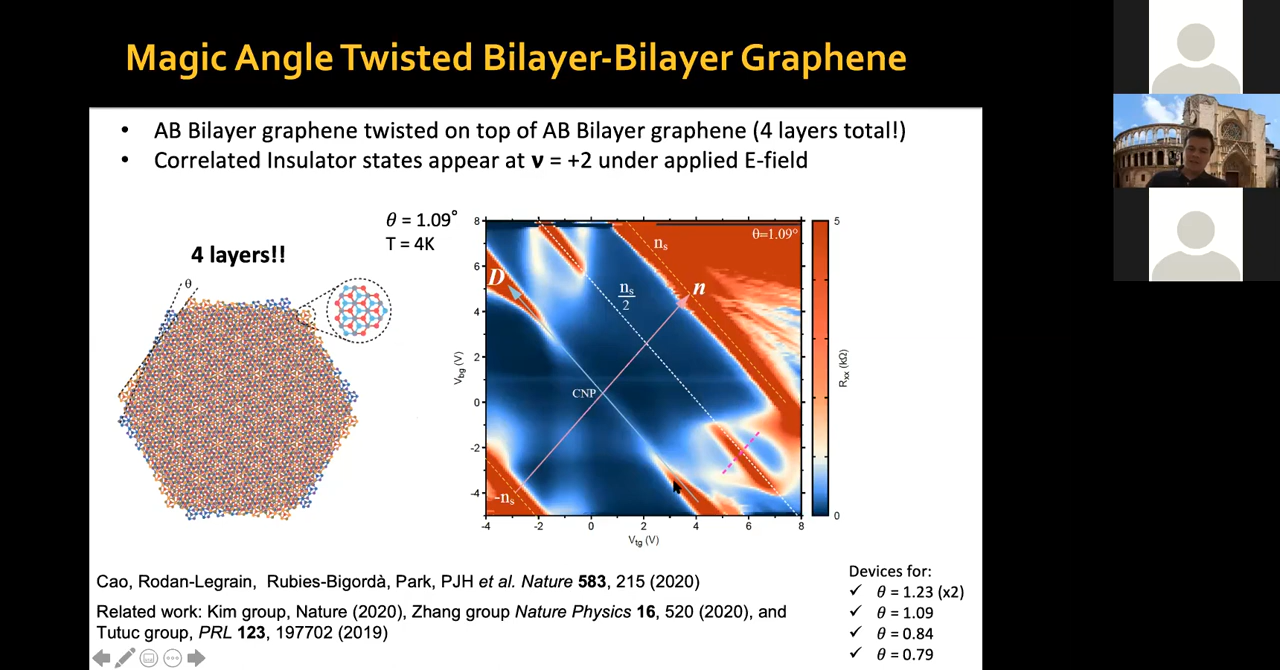 Magic Angle Twisted Bilayer-Bilayer Graphene
• AB Bilayer graphene twisted on top of AB Bilayer graphene (4 layers total!)
• Correlated Insulator states appear at ν = +2 under applied E-field
θ = 1.09°
T = 4K
4 layers!!
θ
8
6
4
2
0
-2
-4
V_bg (V)
-4
-2
0
2
4
6
8
V_tg (V)
θ=1.09°
n_s
D
n_s/2
n
CNP
-n_s
5
0
R_xx (kΩ)
Cao, Rodan-Legrain, Rubies-Bigordà, Park, PJH et al. Nature 583, 215 (2020)
Related work: Kim group, Nature (2020), Zhang group Nature Physics 16, 520 (2020), and
Tutuc group, PRL 123, 197702 (2019)
Devices for:
✓ θ = 1.23 (x2)
✓ θ = 1.09
✓ θ = 0.84
✓ θ = 0.79